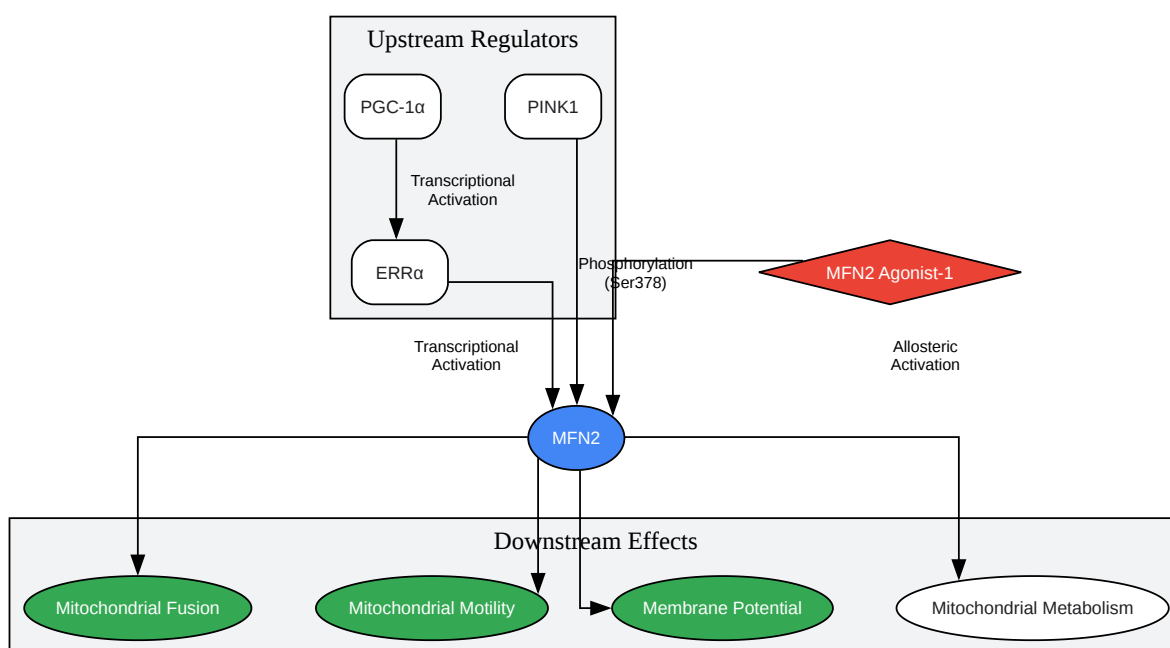 Upstream Regulators
PGC-1α
PINK1
Transcriptional
Activation
ERRα
Phosphorylation
(Ser378)
MFN2 Agonist-1
Transcriptional
Activation
Allosteric
Activation
MFN2
Downstream Effects
Mitochondrial Fusion
Mitochondrial Motility
Membrane Potential
Mitochondrial Metabolism